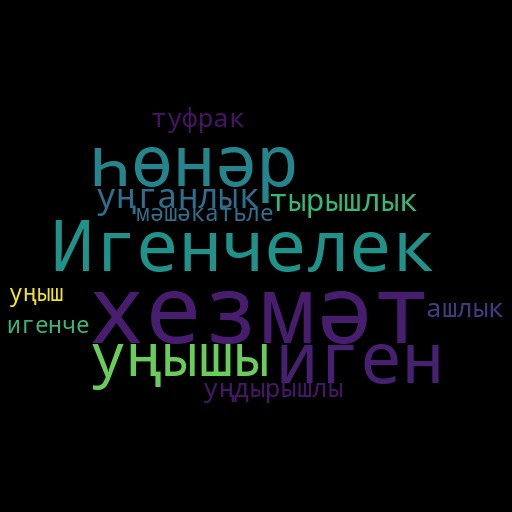 туфрак
һөнәр
уңганлык
тырышлык
мәшәкатьле
Игенчелек
уңыш
хезмәт
ашлык
игенче
уңышы
иген
уңдырышлы